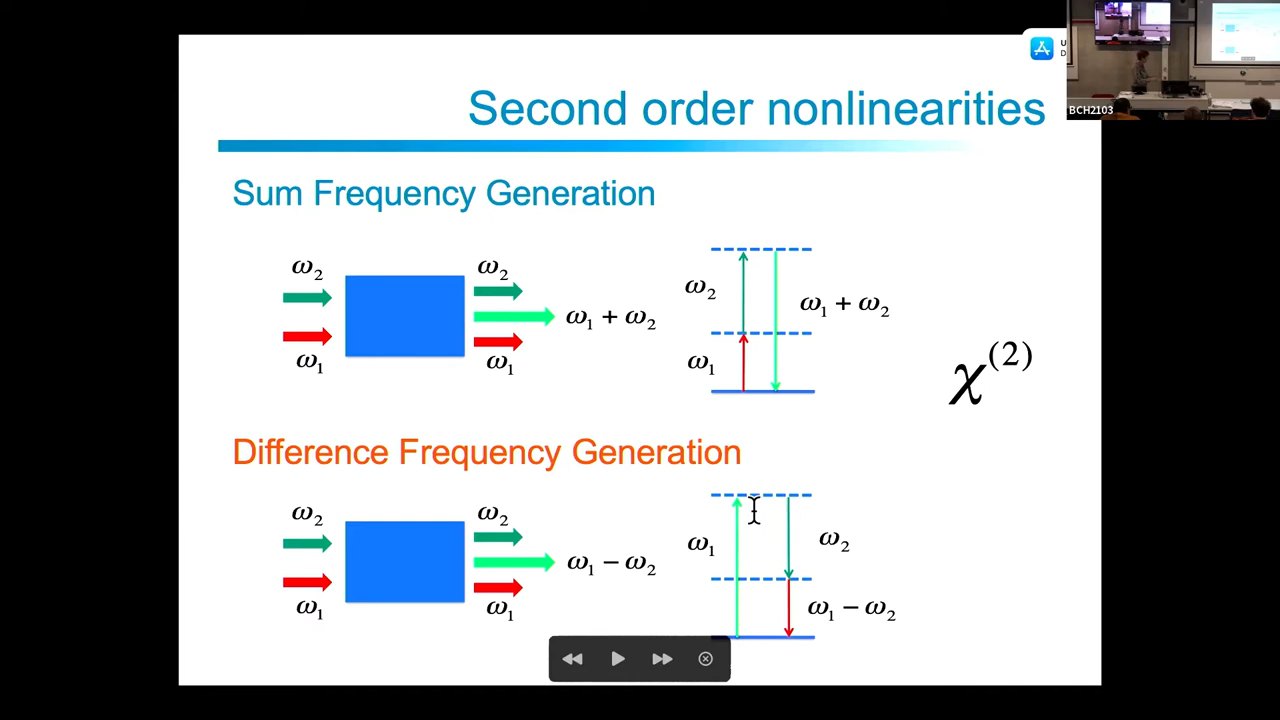 U
D
BCH2103
Second order nonlinearities
Sum Frequency Generation
ω₂
ω₂
ω₁ + ω₂
ω₁
ω₁
ω₂
ω₁ + ω₂
ω₁
χ⁽²⁾
Difference Frequency Generation
ω₂
ω₂
ω₁ − ω₂
ω₁
ω₁
ω₁
ω₂
ω₁ − ω₂